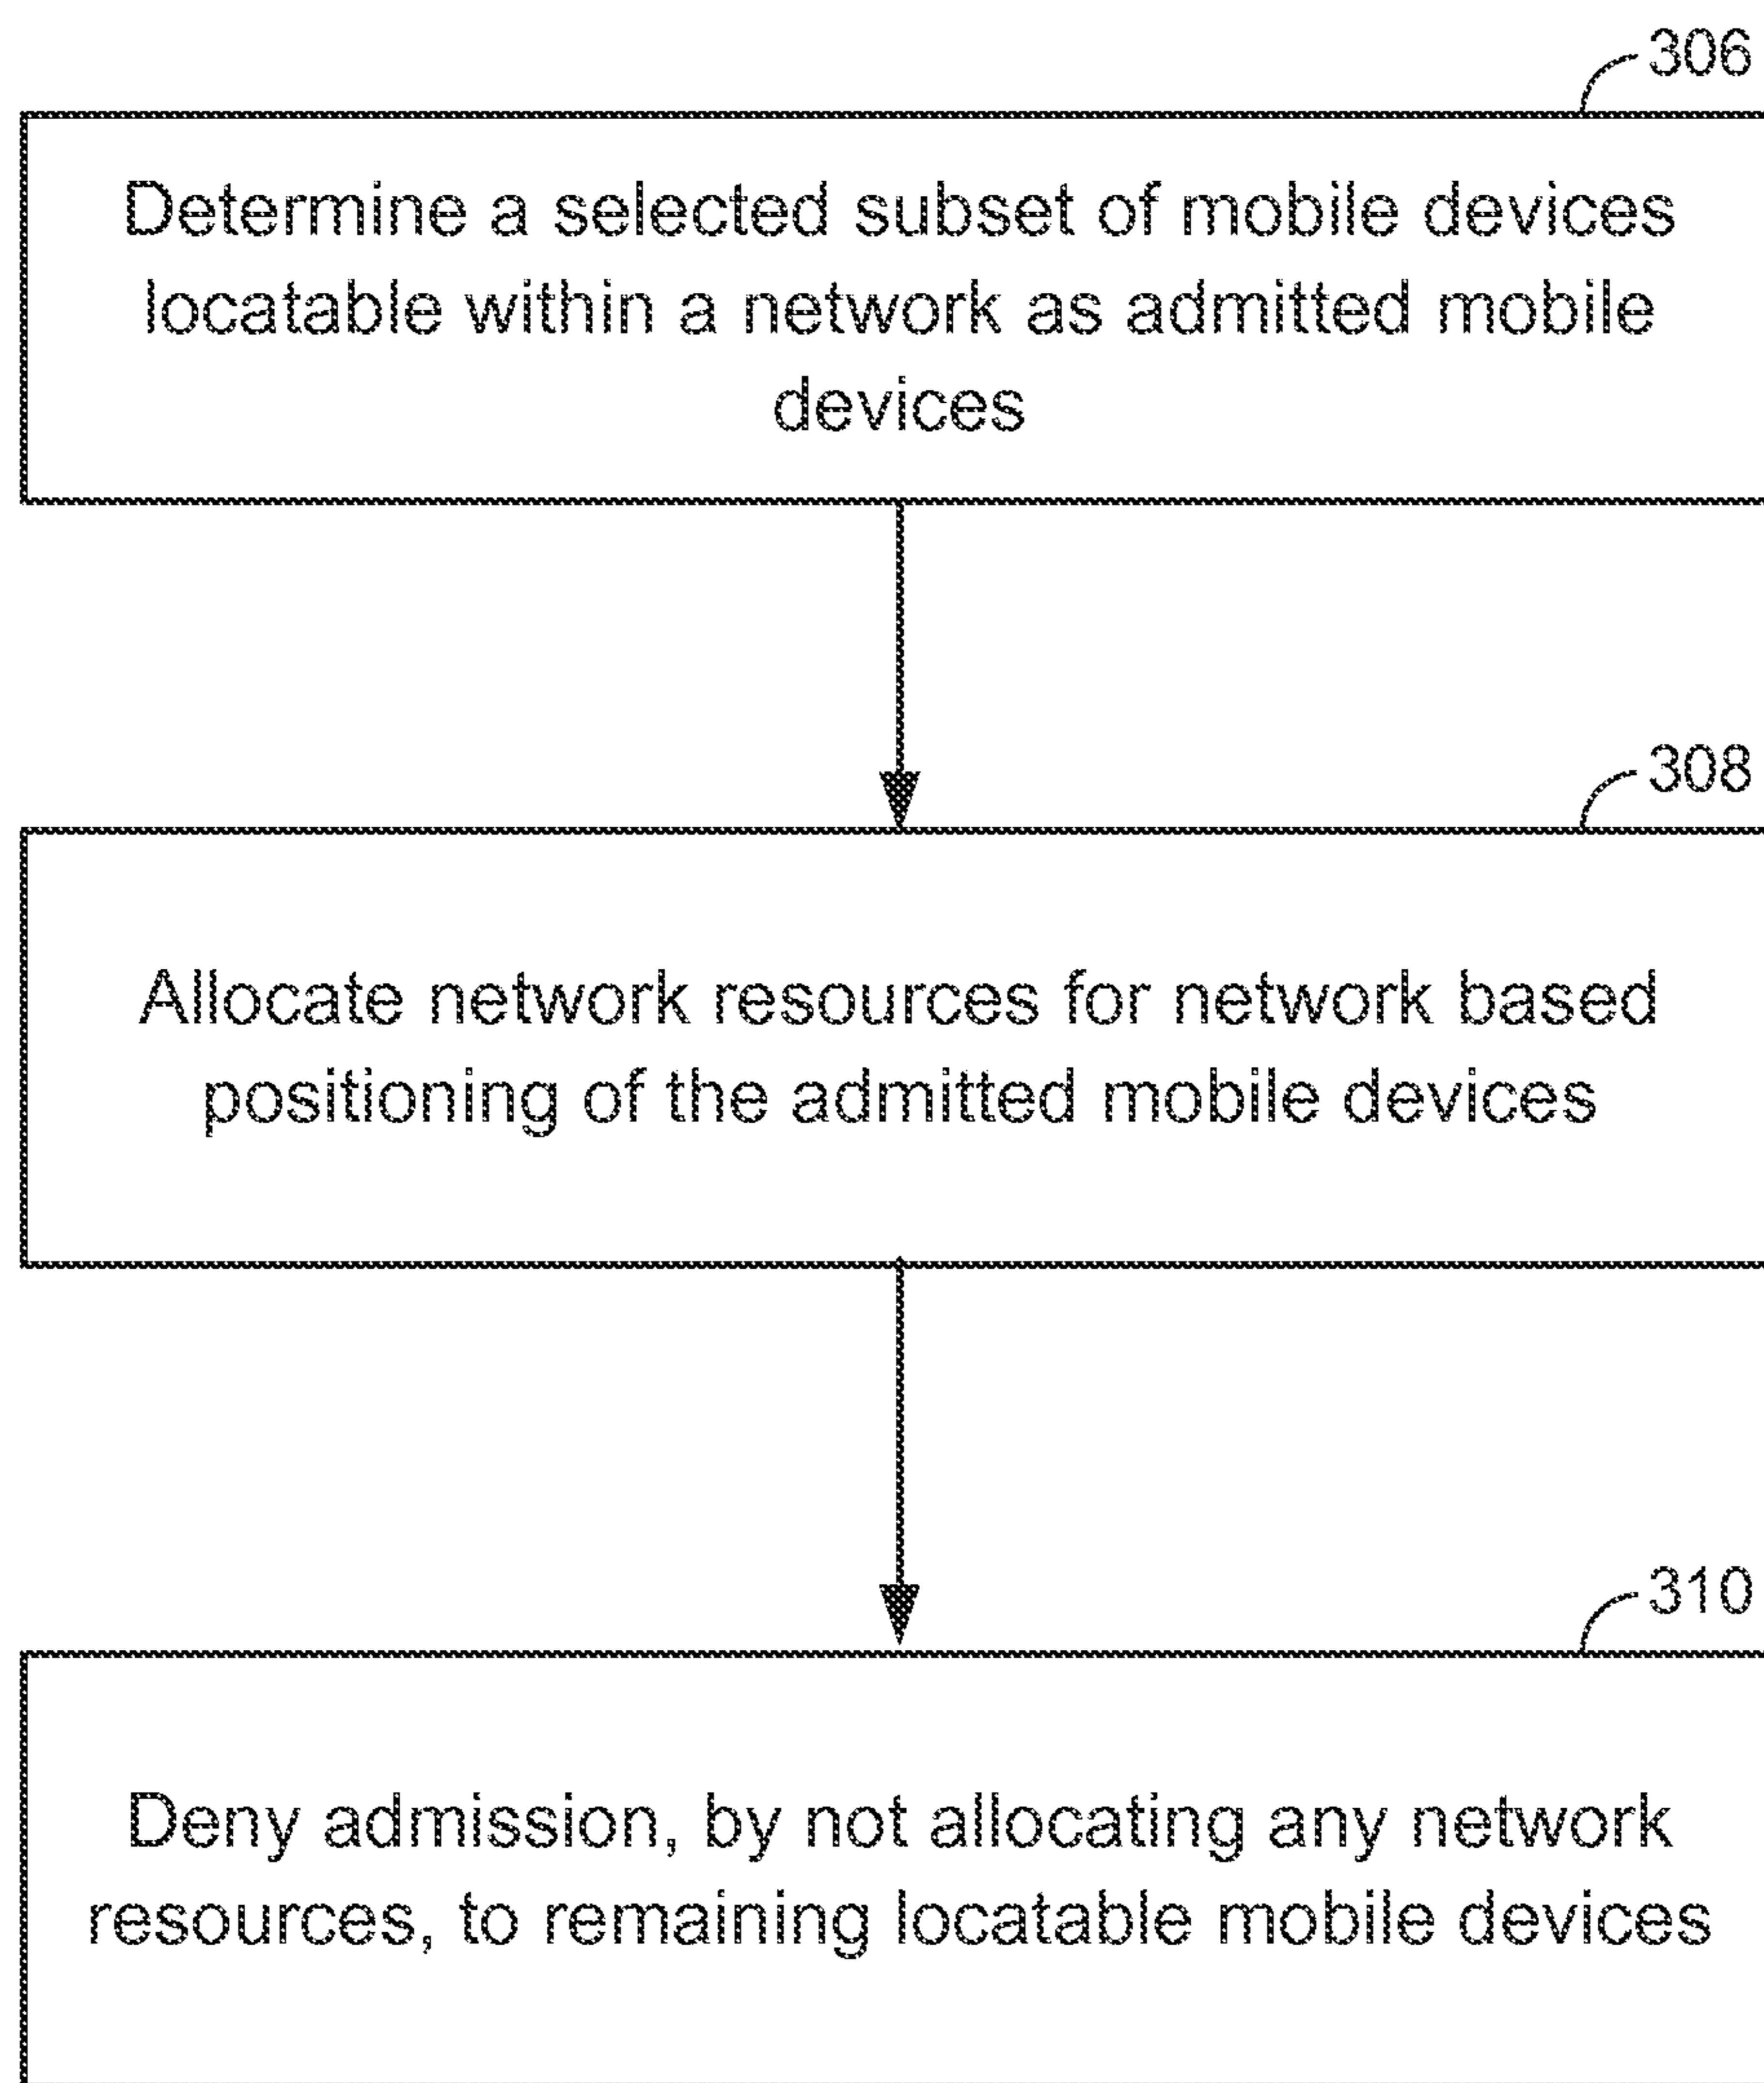 306
Determine a selected subset of mobile devices
locatable within a network as admitted mobile
devices
308
Allocate network resources for network based
positioning of the admitted mobile devices
310
Deny admission, by not allocating any network
resources, to remaining locatable mobile devices